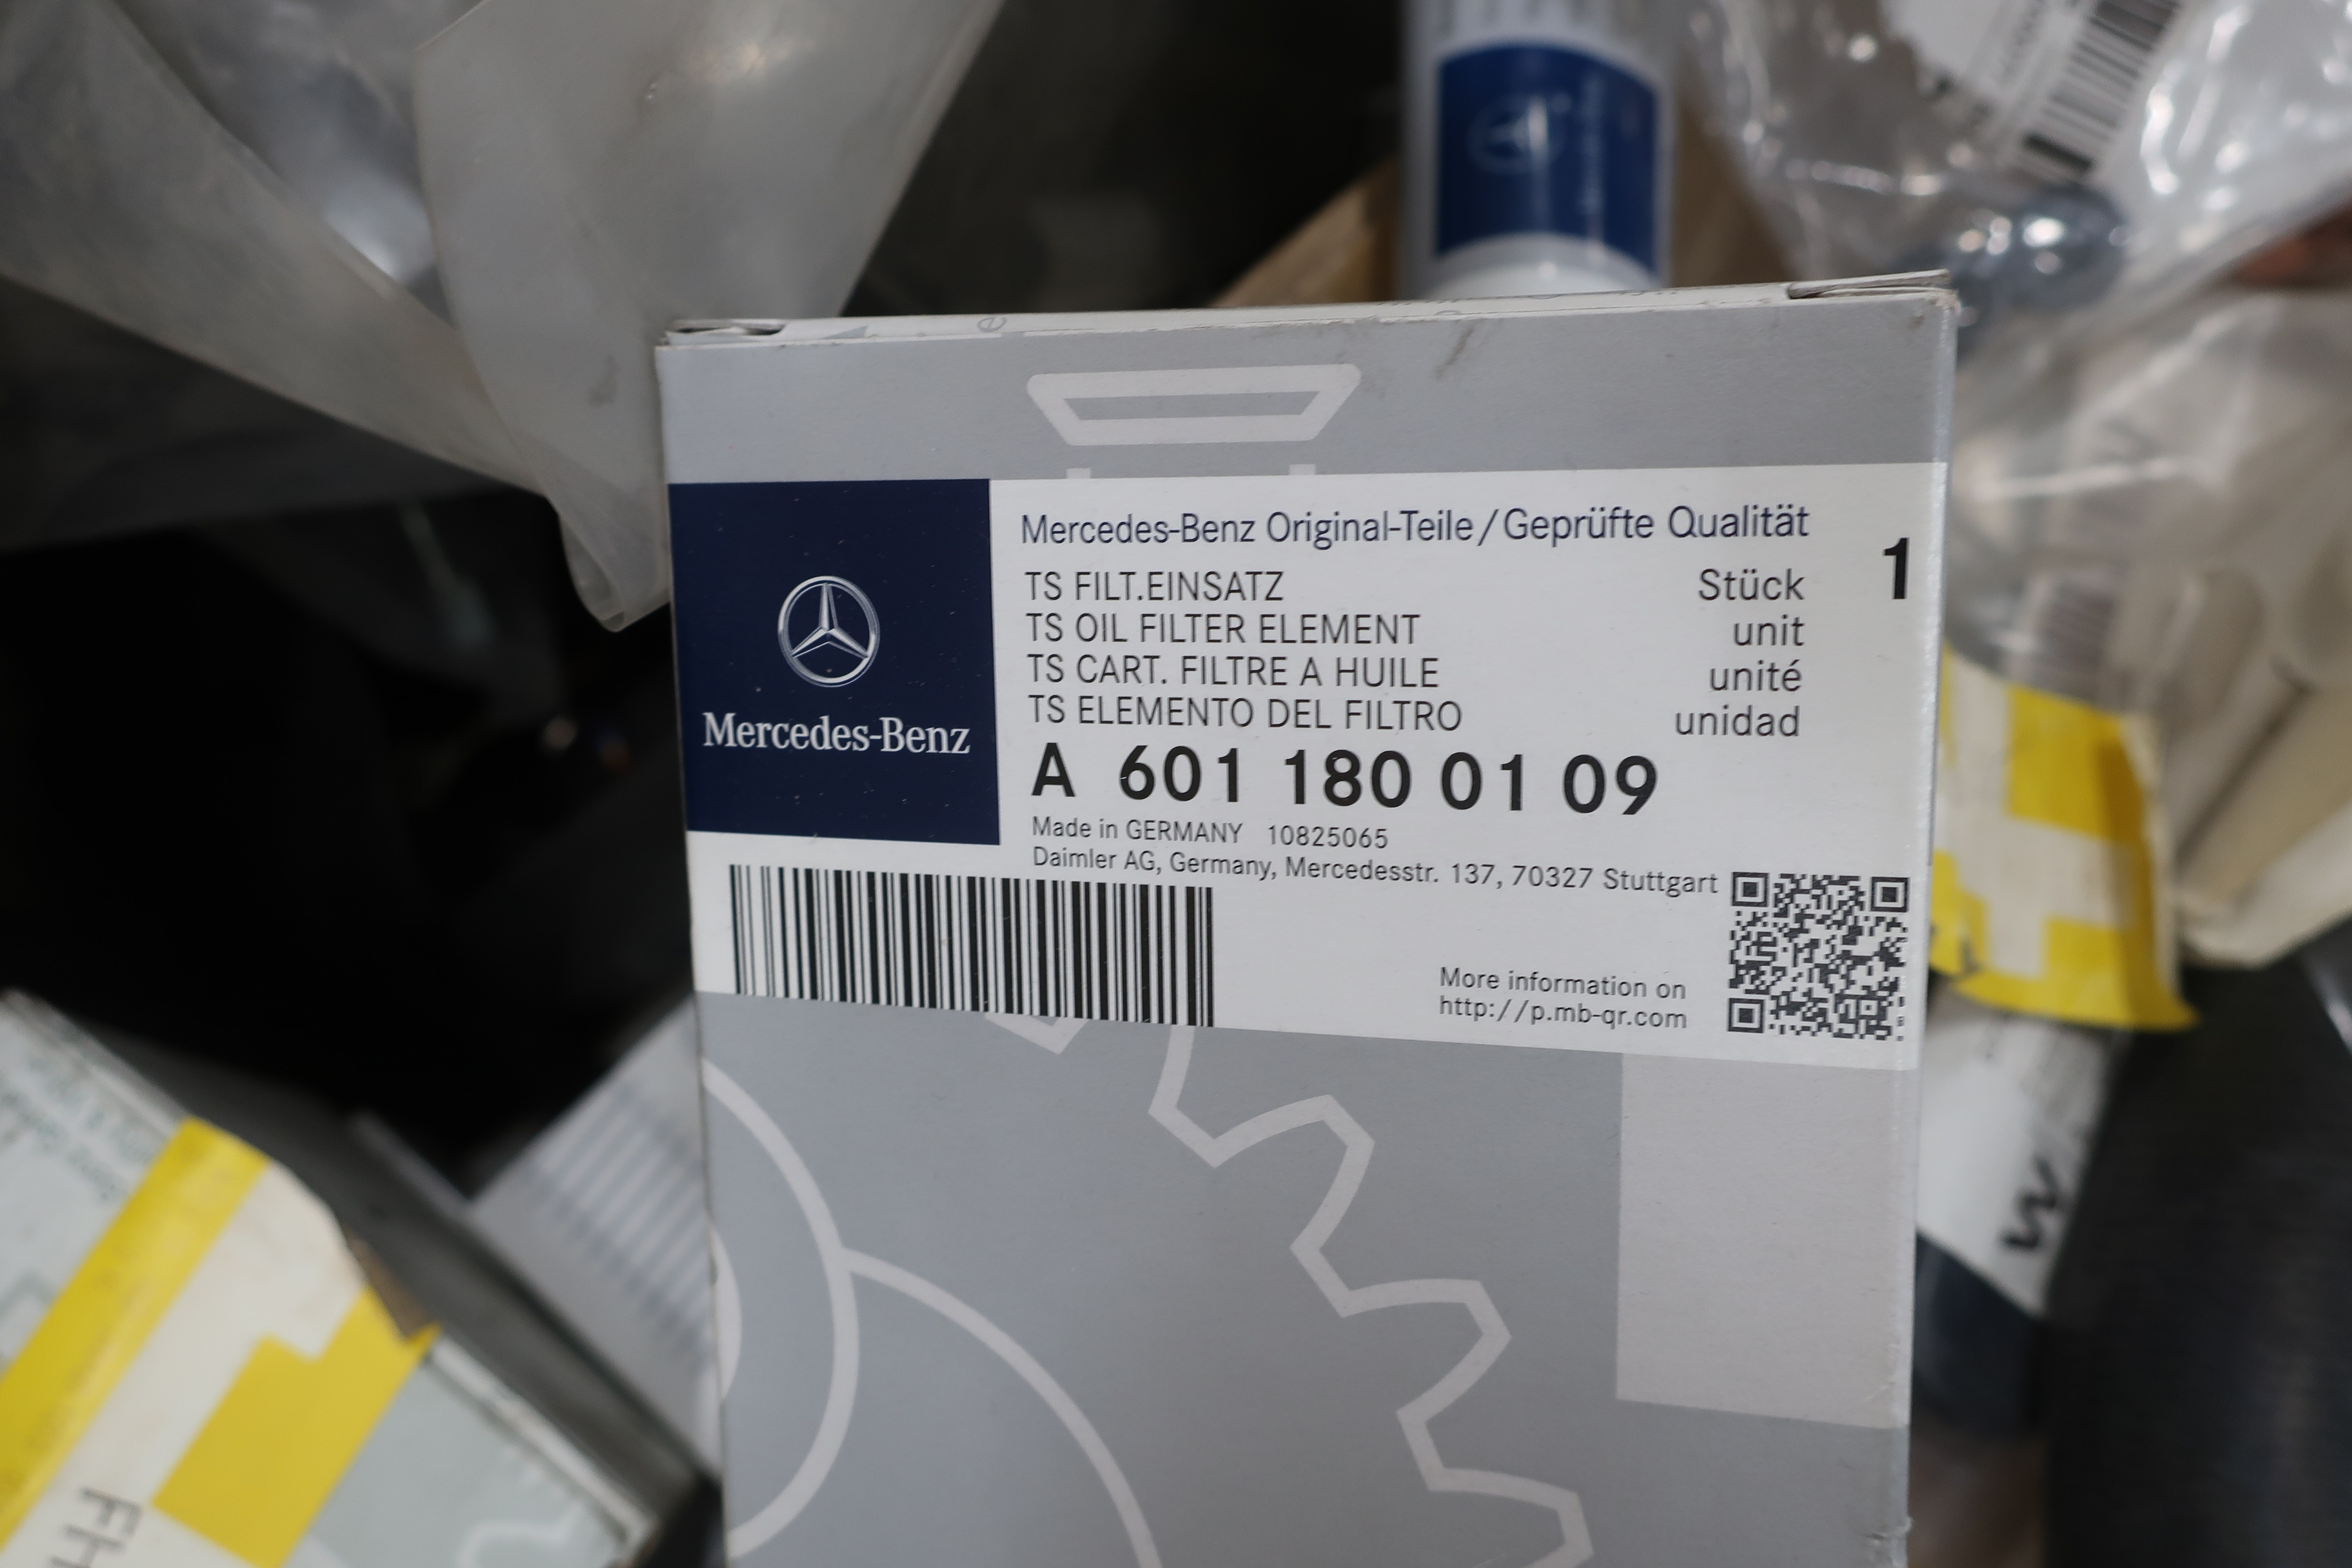 Mercedes-Benz
Mercedes-Benz Original-Teile/Geprüfte Qualität
TS FILT.EINSATZ Stück 1
TS OIL FILTER ELEMENT unit
TS CART. FILTRE A HUILE unité
TS ELEMENTO DEL FILTRO unidad
A 601 180 01 09
Made in GERMANY 10825065
Daimler AG, Germany, Mercedesstr. 137, 70327 Stuttgart
More information on
http://p.mb-qr.com